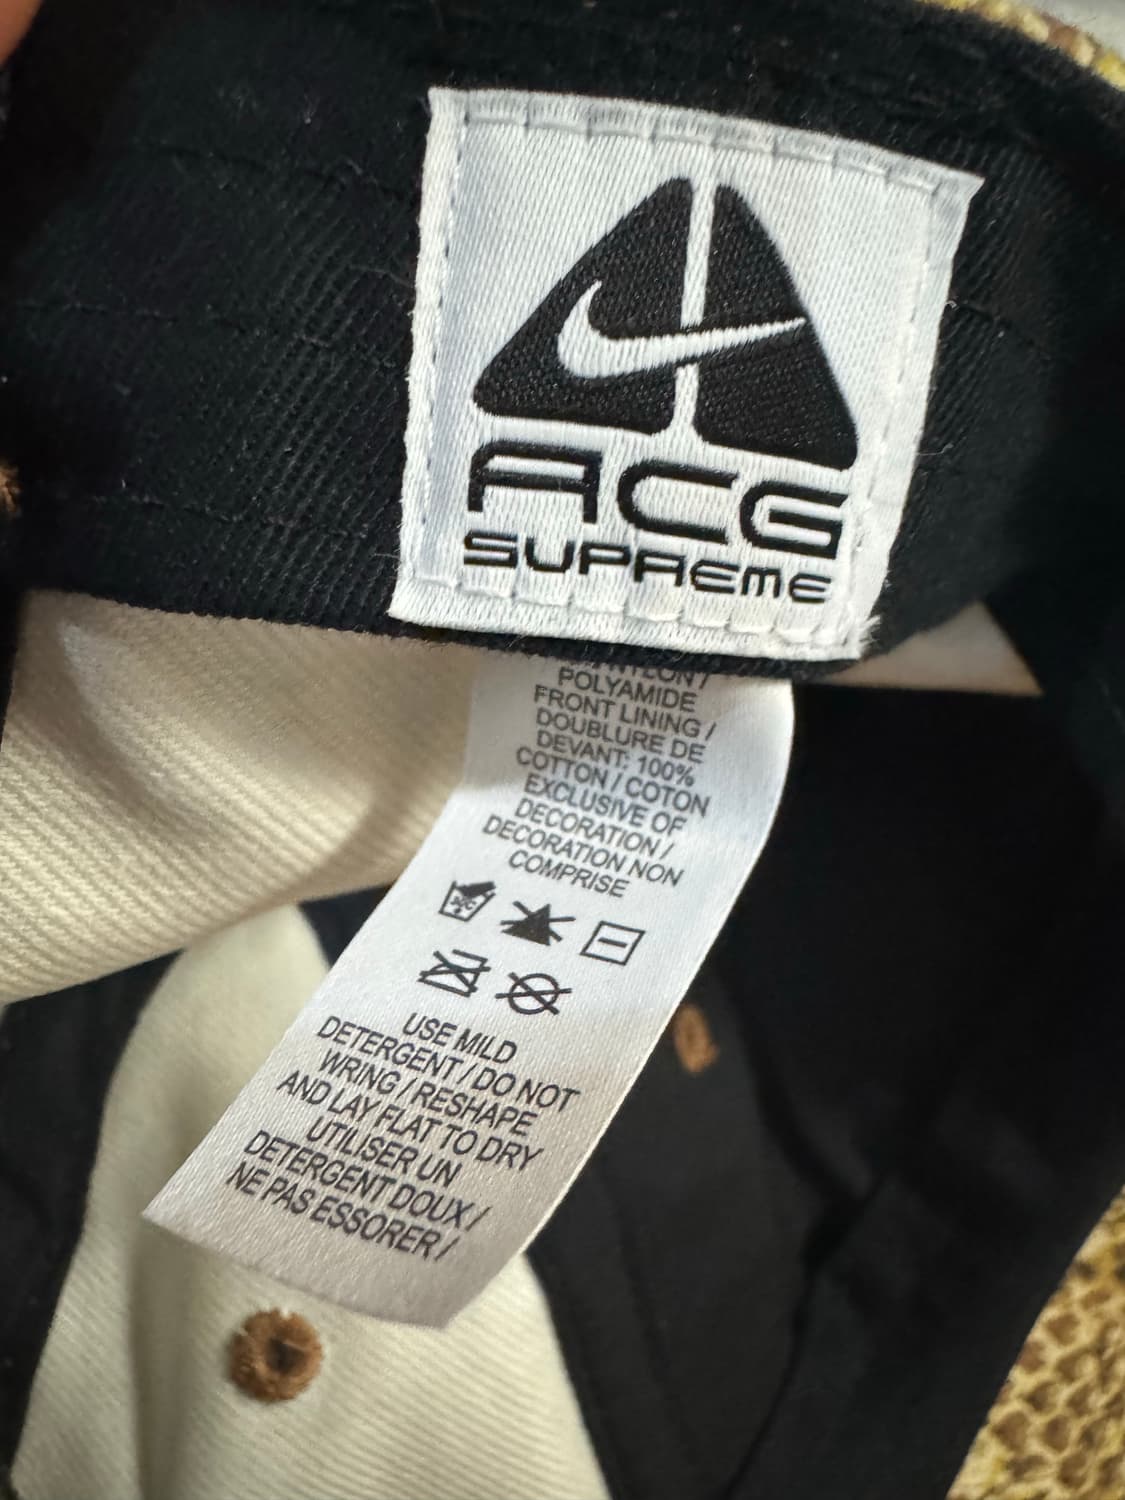 ACG
SUPREME
NYLON /
POLYAMIDE
FRONT LINING /
DOUBLURE DE
DEVANT: 100%
COTTON / COTON
EXCLUSIVE OF
DECORATION /
DECORATION NON
COMPRISE
USE MILD
DETERGENT / DO NOT
WRING / RESHAPE
AND LAY FLAT TO DRY
UTILISER UN
DETERGENT DOUX /
NE PAS ESSORER /